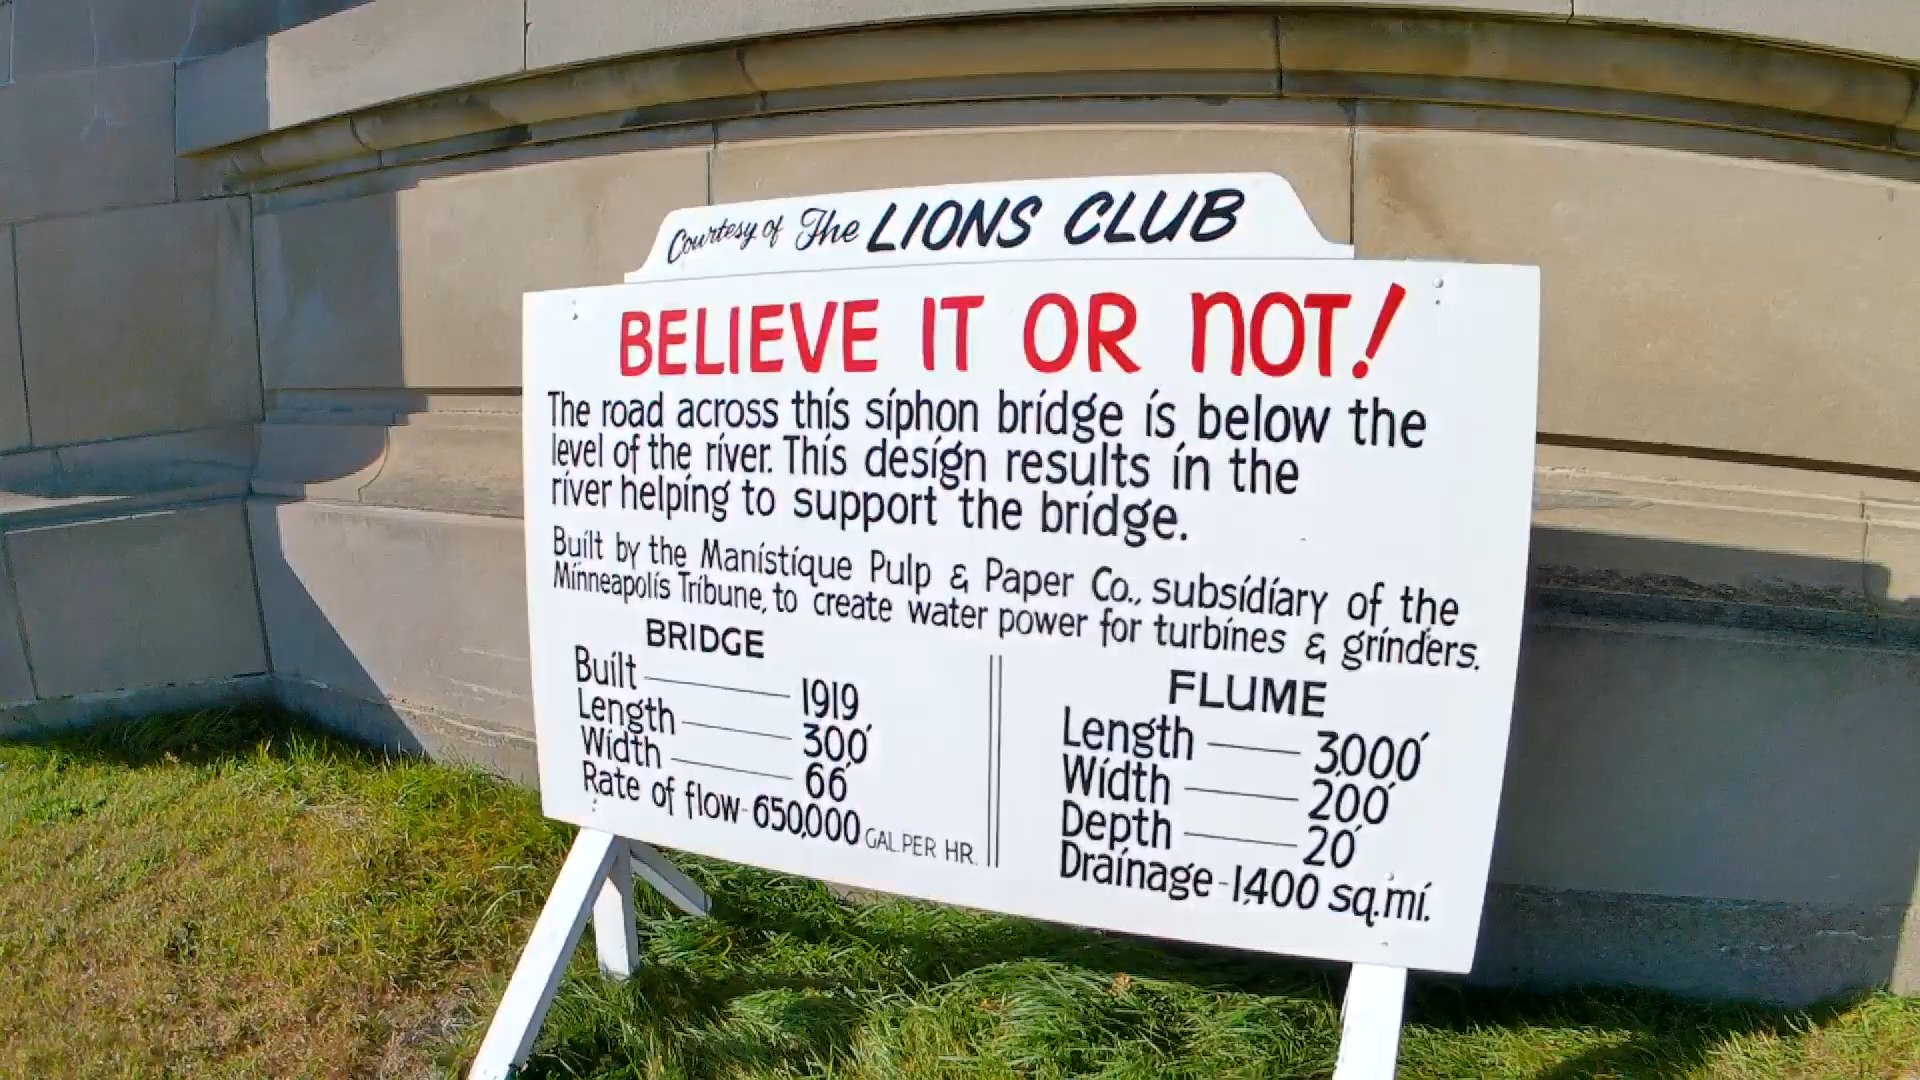 Courtesy of The LIONS CLUB
BELIEVE IT OR NOT!
The road across this siphon bridge is below the
level of the river. This design results in the
river helping to support the bridge.
Built by the Manistique Pulp & Paper Co., subsidiary of the
Minneapolis Tribune, to create water power for turbines & grinders.
BRIDGE
Built — 1919
Length — 300'
Width — 66'
Rate of flow - 650,000 GAL. PER HR.
FLUME
Length — 3,000'
Width — 200'
Depth — 20'
Drainage - 1,400 sq. mi.